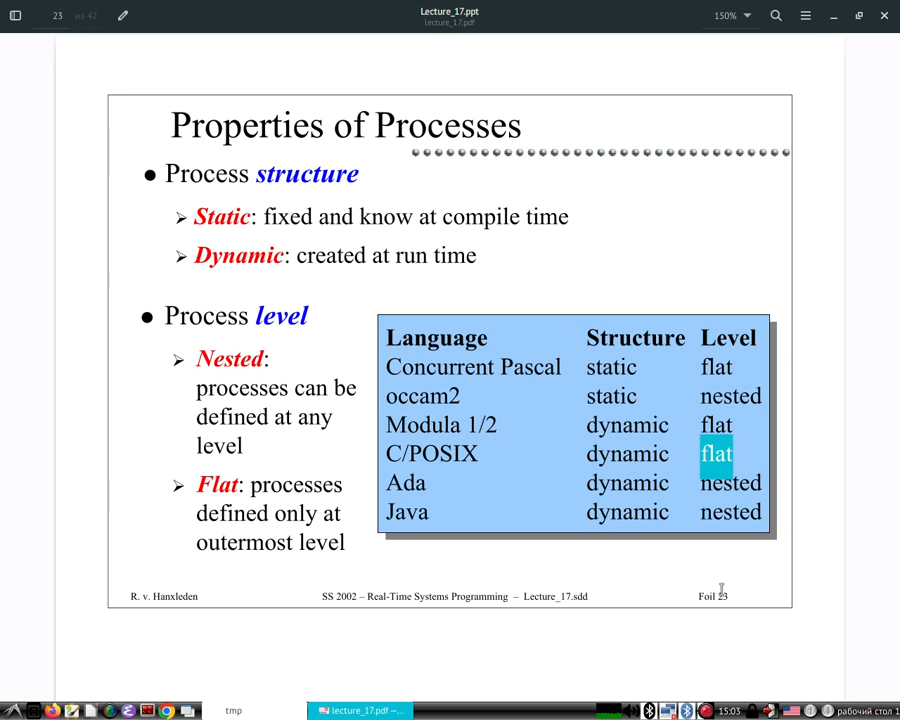 23 из 42
Lecture_17.ppt
lecture_17.pdf
150%
Properties of Processes
Process structure
Static: fixed and know at compile time
Dynamic: created at run time
Process level
Nested:
processes can be
defined at any
level
Flat: processes
defined only at
outermost level
Language Structure Level
Concurrent Pascal static flat
occam2 static nested
Modula 1/2 dynamic flat
C/POSIX dynamic flat
Ada dynamic nested
Java dynamic nested
R. v. Hanxleden SS 2002 – Real-Time Systems Programming – Lecture_17.sdd Foil 23
tmp lecture_17.pdf —... 15:03 рабочий стол 1